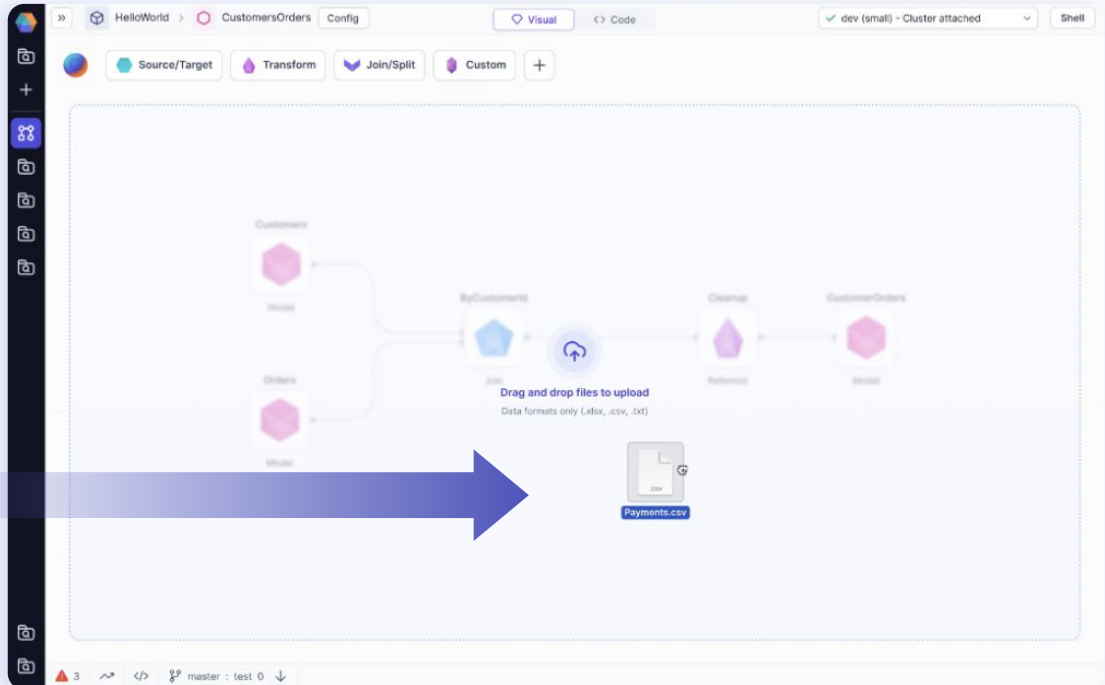 HelloWorld > CustomersOrders Config
Visual
<> Code
dev (small) - Cluster attached
Shell
Source/Target
Transform
Join/Split
Custom
+
Customers
Model
ByCustomerId
Join
Cleanup
Reformat
CustomerOrders
Model
Orders
Model
Drag and drop files to upload
Data formats only (.xlsx, .csv, .txt)
.csv
Payments.csv
3
</> 
master : test 0